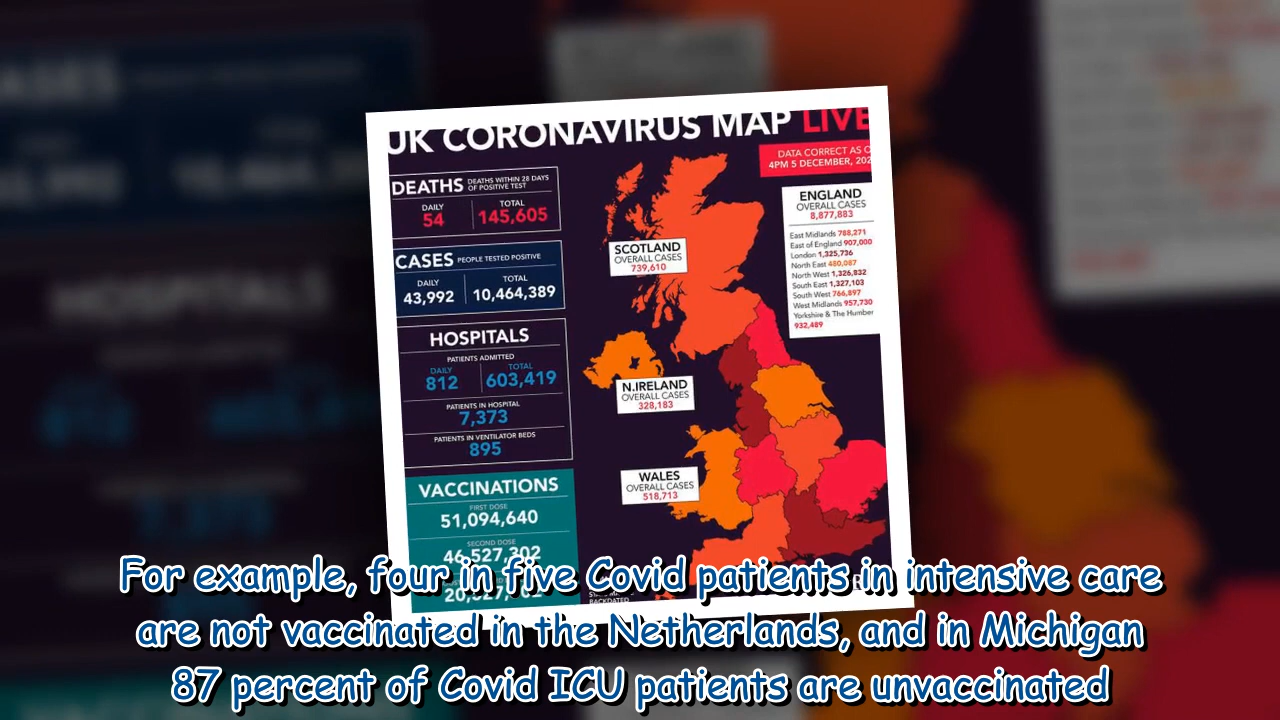 UK CORONAVIRUS MAP LIVE
DATA CORRECT AS O
4PM 5 DECEMBER, 202
DEATHS DEATHS WITHIN 28 DAYS
OF POSITIVE TEST
DAILY TOTAL
54 145,605
CASES PEOPLE TESTED POSITIVE
DAILY TOTAL
43,992 10,464,389
HOSPITALS
PATIENTS ADMITTED
DAILY TOTAL
812 603,419
PATIENTS IN HOSPITAL
7,373
PATIENTS IN VENTILATOR BEDS
895
VACCINATIONS
FIRST DOSE
51,094,640
SECOND DOSE
46,527,302
SCOTLAND
OVERALL CASES
739,610
N.IRELAND
OVERALL CASES
328,183
WALES
OVERALL CASES
518,713
ENGLAND
OVERALL CASES
8,877,883
East Midlands 788,271
East of England 907,000
London 1,325,736
North East 480,087
North West 1,326,832
South East 1,327,103
South West 766,897
West Midlands 957,730
Yorkshire & The Humber
932,489
For example, four in five Covid patients in intensive care
are not vaccinated in the Netherlands, and in Michigan
87 percent of Covid ICU patients are unvaccinated